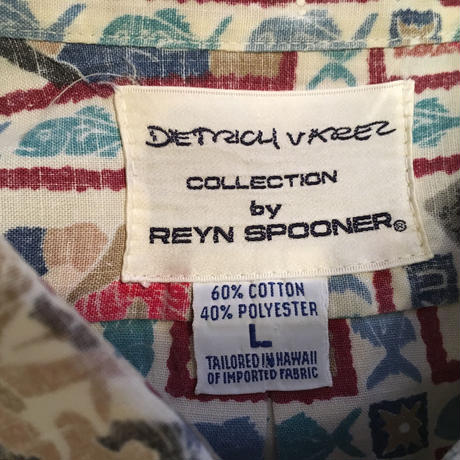 DIETRICH VAREZ
COLLECTION
by
REYN SPOONER®
60% COTTON
40% POLYESTER
L
TAILORED IN HAWAII
OF IMPORTED FABRIC